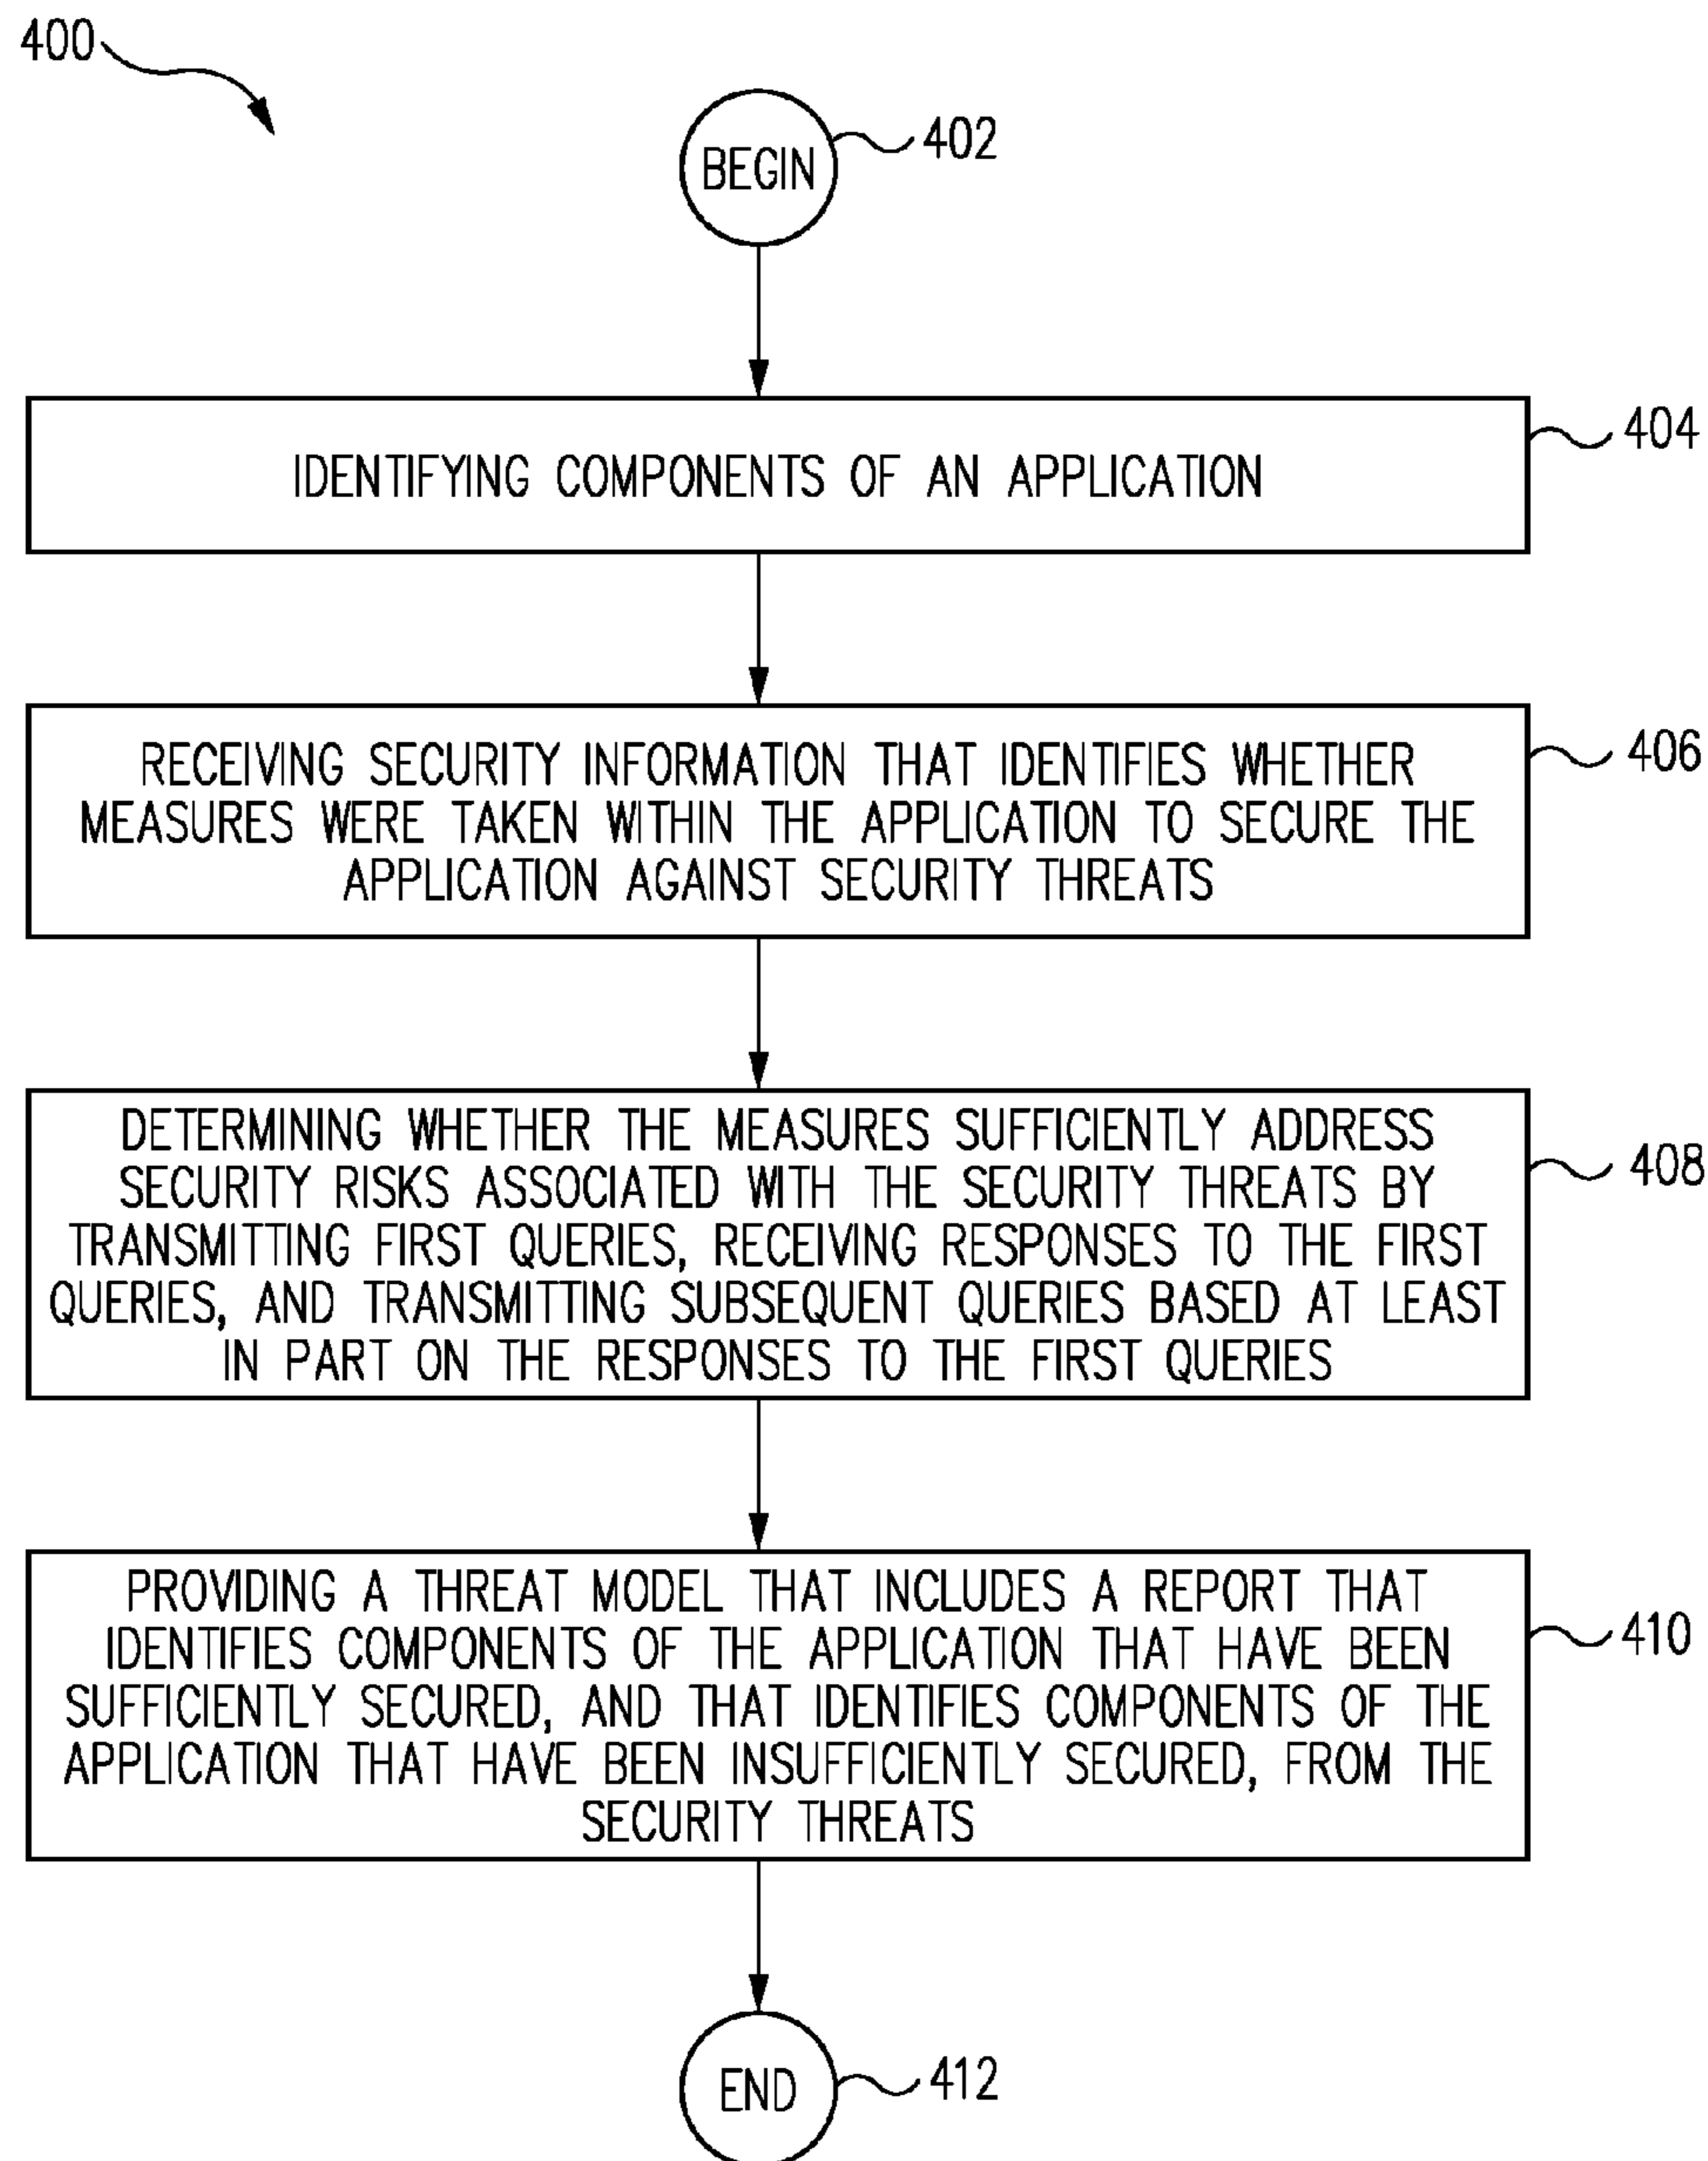 400
402
BEGIN
404
IDENTIFYING COMPONENTS OF AN APPLICATION
406
RECEIVING SECURITY INFORMATION THAT IDENTIFIES WHETHER
MEASURES WERE TAKEN WITHIN THE APPLICATION TO SECURE THE
APPLICATION AGAINST SECURITY THREATS
408
DETERMINING WHETHER THE MEASURES SUFFICIENTLY ADDRESS
SECURITY RISKS ASSOCIATED WITH THE SECURITY THREATS BY
TRANSMITTING FIRST QUERIES, RECEIVING RESPONSES TO THE FIRST
QUERIES, AND TRANSMITTING SUBSEQUENT QUERIES BASED AT LEAST
IN PART ON THE RESPONSES TO THE FIRST QUERIES
410
PROVIDING A THREAT MODEL THAT INCLUDES A REPORT THAT
IDENTIFIES COMPONENTS OF THE APPLICATION THAT HAVE BEEN
SUFFICIENTLY SECURED, AND THAT IDENTIFIES COMPONENTS OF THE
APPLICATION THAT HAVE BEEN INSUFFICIENTLY SECURED, FROM THE
SECURITY THREATS
412
END